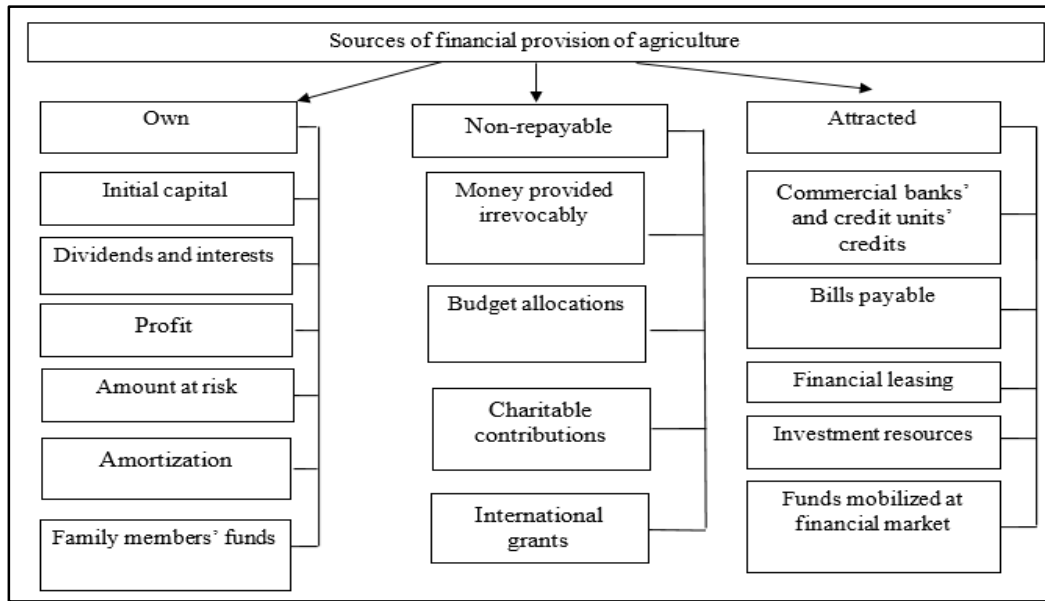 Sources of financial provision of agriculture
Own
Initial capital
Dividends and interests
Profit
Amount at risk
Amortization
Family members’ funds
Non-repayable
Money provided
irrevocably
Budget allocations
Charitable
contributions
International
grants
Attracted
Commercial banks’
and credit units’
credits
Bills payable
Financial leasing
Investment resources
Funds mobilized at
financial market